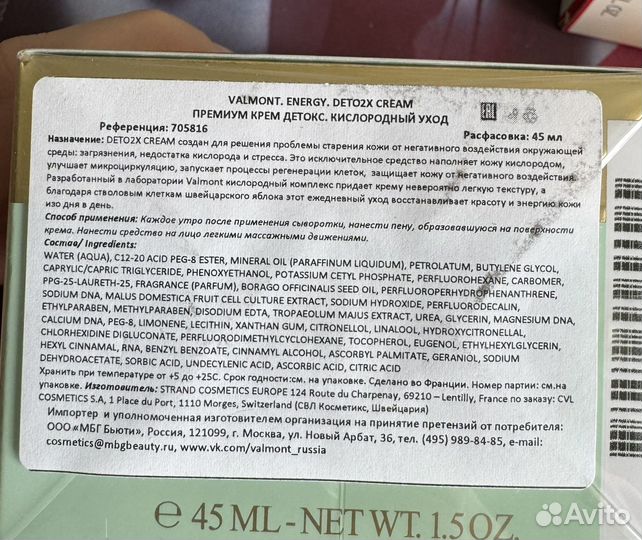 VALMONT. ENERGY. DETO2X CREAM
ПРЕМИУМ КРЕМ ДЕТОКС. КИСЛОРОДНЫЙ УХОД
Референция: 705816 Расфасовка: 45 мл
Назначение: DETO2X CREAM создан для решения проблемы старения кожи от негативного воздействия окружающей
среды: загрязнения, недостатка кислорода и стресса. Это исключительное средство наполняет кожу кислородом,
улучшает микроциркуляцию, запускает процессы регенерации клеток, защищает кожу от негативного воздействия.
Разработанный в лаборатории Valmont кислородный комплекс придает крему невероятно легкую текстуру, а
благодаря стволовым клеткам швейцарского яблока этот ежедневный уход восстанавливает красоту и энергию кожи
изо дня в день.
Способ применения: Каждое утро после применения сыворотки, нанести пену, образовавшуюся на поверхности
крема. Нанести средство на лицо легкими массажными движениями.
Состав/ Ingredients:
WATER (AQUA), C12-20 ACID PEG-8 ESTER, MINERAL OIL (PARAFFINUM LIQUIDUM), PETROLATUM, BUTYLENE GLYCOL,
CAPRYLIC/CAPRIC TRIGLYCERIDE, PHENOXYETHANOL, POTASSIUM CETYL PHOSPHATE, PERFLUOROHEXANE, CARBOMER,
PPG-25-LAURETH-25, FRAGRANCE (PARFUM), BORAGO OFFICINALIS SEED OIL, PERFLUOROPERHYDROPHENANTHRENE,
SODIUM DNA, MALUS DOMESTICA FRUIT CELL CULTURE EXTRACT, SODIUM HYDROXIDE, PERFLUORODECALIN,
ETHYLPARABEN, METHYLPARABEN, DISODIUM EDTA, TROPAEOLUM MAJUS EXTRACT, UREA, GLYCERIN, MAGNESIUM DNA,
CALCIUM DNA, PEG-8, LIMONENE, LECITHIN, XANTHAN GUM, CITRONELLOL, LINALOOL, HYDROXYCITRONELLAL,
CHLORHEXIDINE DIGLUCONATE, PERFLUORODIMETHYLCYCLOHEXANE, TOCOPHEROL, EUGENOL, ETHYLHEXYLGLYCERIN,
HEXYL CINNAMAL, RNA, BENZYL BENZOATE, CINNAMYL ALCOHOL, ASCORBYL PALMITATE, GERANIOL, SODIUM
DEHYDROACETATE, SORBIC ACID, UNDECYLENIC ACID, ASCORBIC ACID, CITRIC ACID
Хранить при температуре от +5 до +25С. Срок годности:см. на упаковке. Сделано во Франции. Номер партии: см.на
упаковке. Изготовитель: STRAND COSMETICS EUROPE 124 Route du Charpenay, 69210 – Lentilly, France по заказу: CVL
COSMETICS S.A, 1 Place du Port, 1110 Morges, Switzerland (СВЛ Косметикс, Швейцария)
Импортер и уполномоченная изготовителем организация на принятие претензий от потребителя:
ООО «МБГ Бьюти», Россия, 121099, г. Москва, ул. Новый Арбат, 36, тел. (495) 989-84-85, e-mail:
cosmetics@mbgbeauty.ru, www.vk.com/valmont_russia
℮ 45 ML - NET WT. 1.5 OZ.
Avito